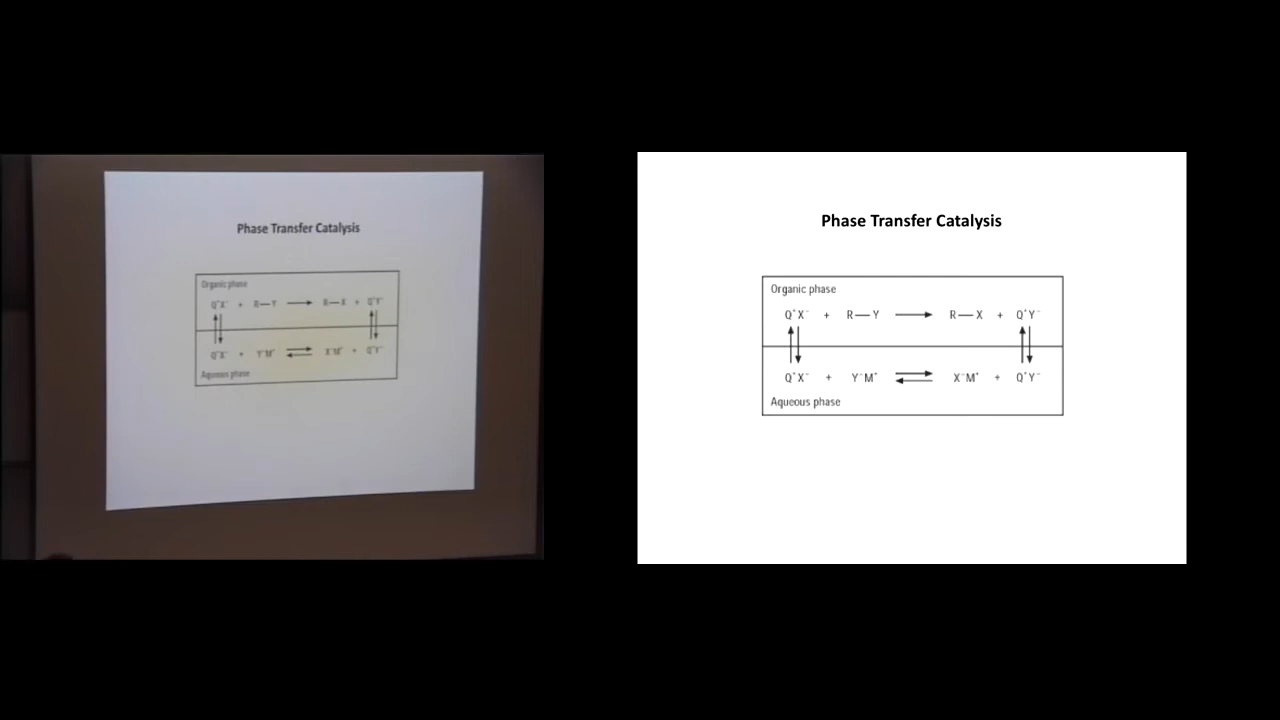 Phase Transfer Catalysis
Organic phase
Q⁺X⁻ + R—Y ⟶ R—X + Q⁺Y⁻
Q⁺X⁻ + Y⁻M⁺ ⇄ X⁻M⁺ + Q⁺Y⁻
Aqueous phase
Phase Transfer Catalysis
Organic phase
Q⁺X⁻ + R—Y ⟶ R—X + Q⁺Y⁻
Q⁺X⁻ + Y⁻M⁺ ⇄ X⁻M⁺ + Q⁺Y⁻
Aqueous phase